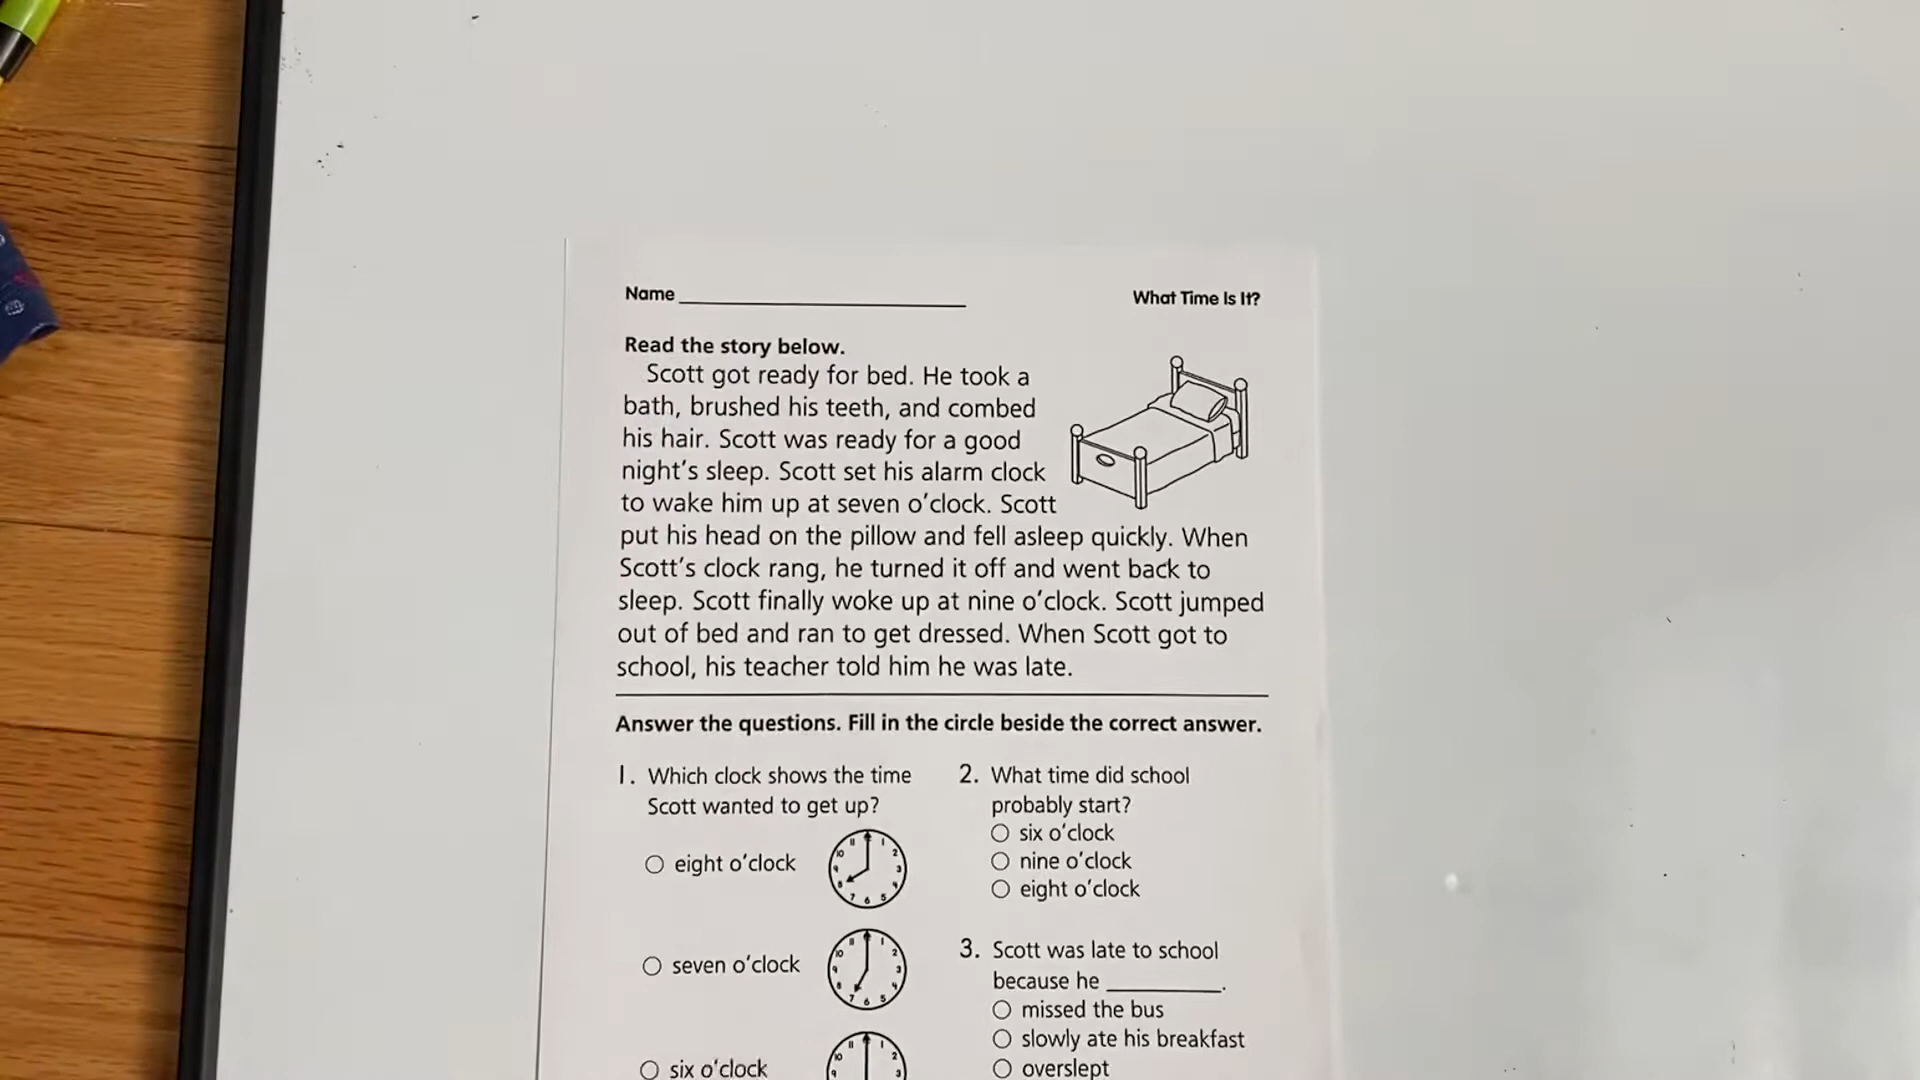 Name
What Time Is It?
Read the story below.
Scott got ready for bed. He took a
bath, brushed his teeth, and combed
his hair. Scott was ready for a good
night's sleep. Scott set his alarm clock
to wake him up at seven o'clock. Scott
put his head on the pillow and fell asleep quickly. When
Scott's clock rang, he turned it off and went back to
sleep. Scott finally woke up at nine o'clock. Scott jumped
out of bed and ran to get dressed. When Scott got to
school, his teacher told him he was late.
Answer the questions. Fill in the circle beside the correct answer.
1. Which clock shows the time
Scott wanted to get up?
eight o'clock
seven o'clock
six o'clock
2. What time did school
probably start?
six o'clock
nine o'clock
eight o'clock
3. Scott was late to school
because he __________.
missed the bus
slowly ate his breakfast
overslept